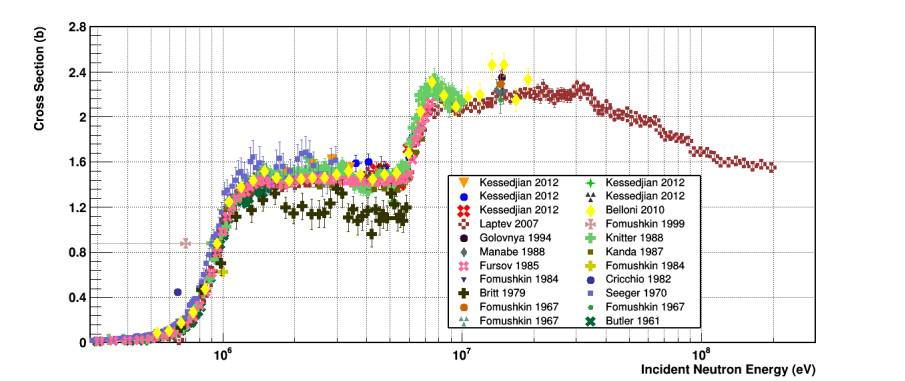 Cross Section (b)
2.8
2.4
2
1.6
1.2
0.8
0.4
0
Kessedjian 2012 Kessedjian 2012
Kessedjian 2012 Kessedjian 2012
Kessedjian 2012 Belloni 2010
Laptev 2007 Fomushkin 1999
Golovnya 1994 Knitter 1988
Manabe 1988 Kanda 1987
Fursov 1985 Fomushkin 1984
Fomushkin 1984 Cricchio 1982
Britt 1979 Seeger 1970
Fomushkin 1967 Fomushkin 1967
Fomushkin 1967 Butler 1961
10⁶ 10⁷ 10⁸
Incident Neutron Energy (eV)